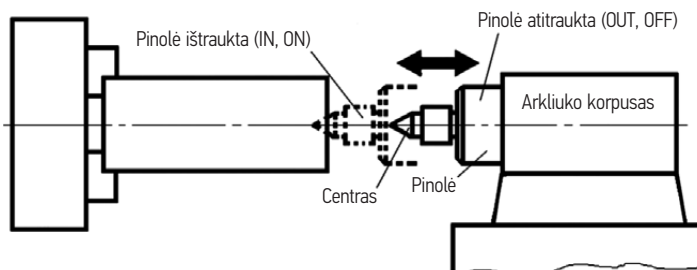 Pinolė ištraukta (IN, ON)
Pinolė atitraukta (OUT, OFF)
Arkliuko korpusas
Centras
Pinolė